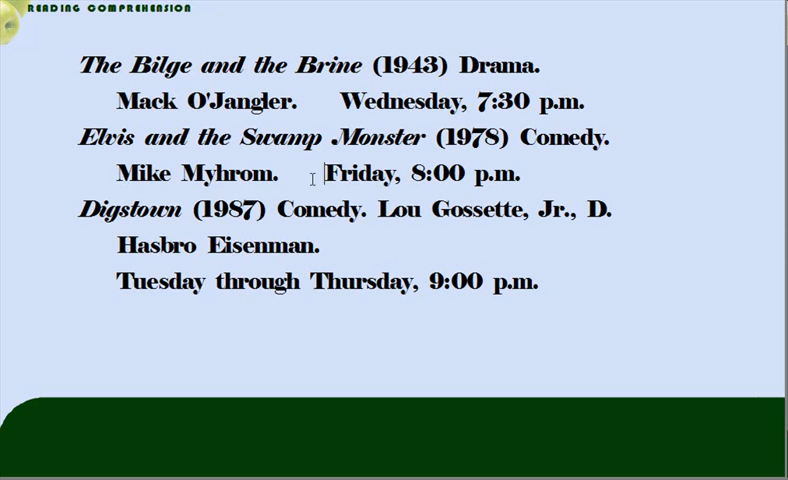 READING COMPREHENSION
The Bilge and the Brine (1943) Drama.
Mack O'Jangler. Wednesday, 7:30 p.m.
Elvis and the Swamp Monster (1978) Comedy.
Mike Myhrom. Friday, 8:00 p.m.
Digstown (1987) Comedy. Lou Gossette, Jr., D.
Hasbro Eisenman.
Tuesday through Thursday, 9:00 p.m.